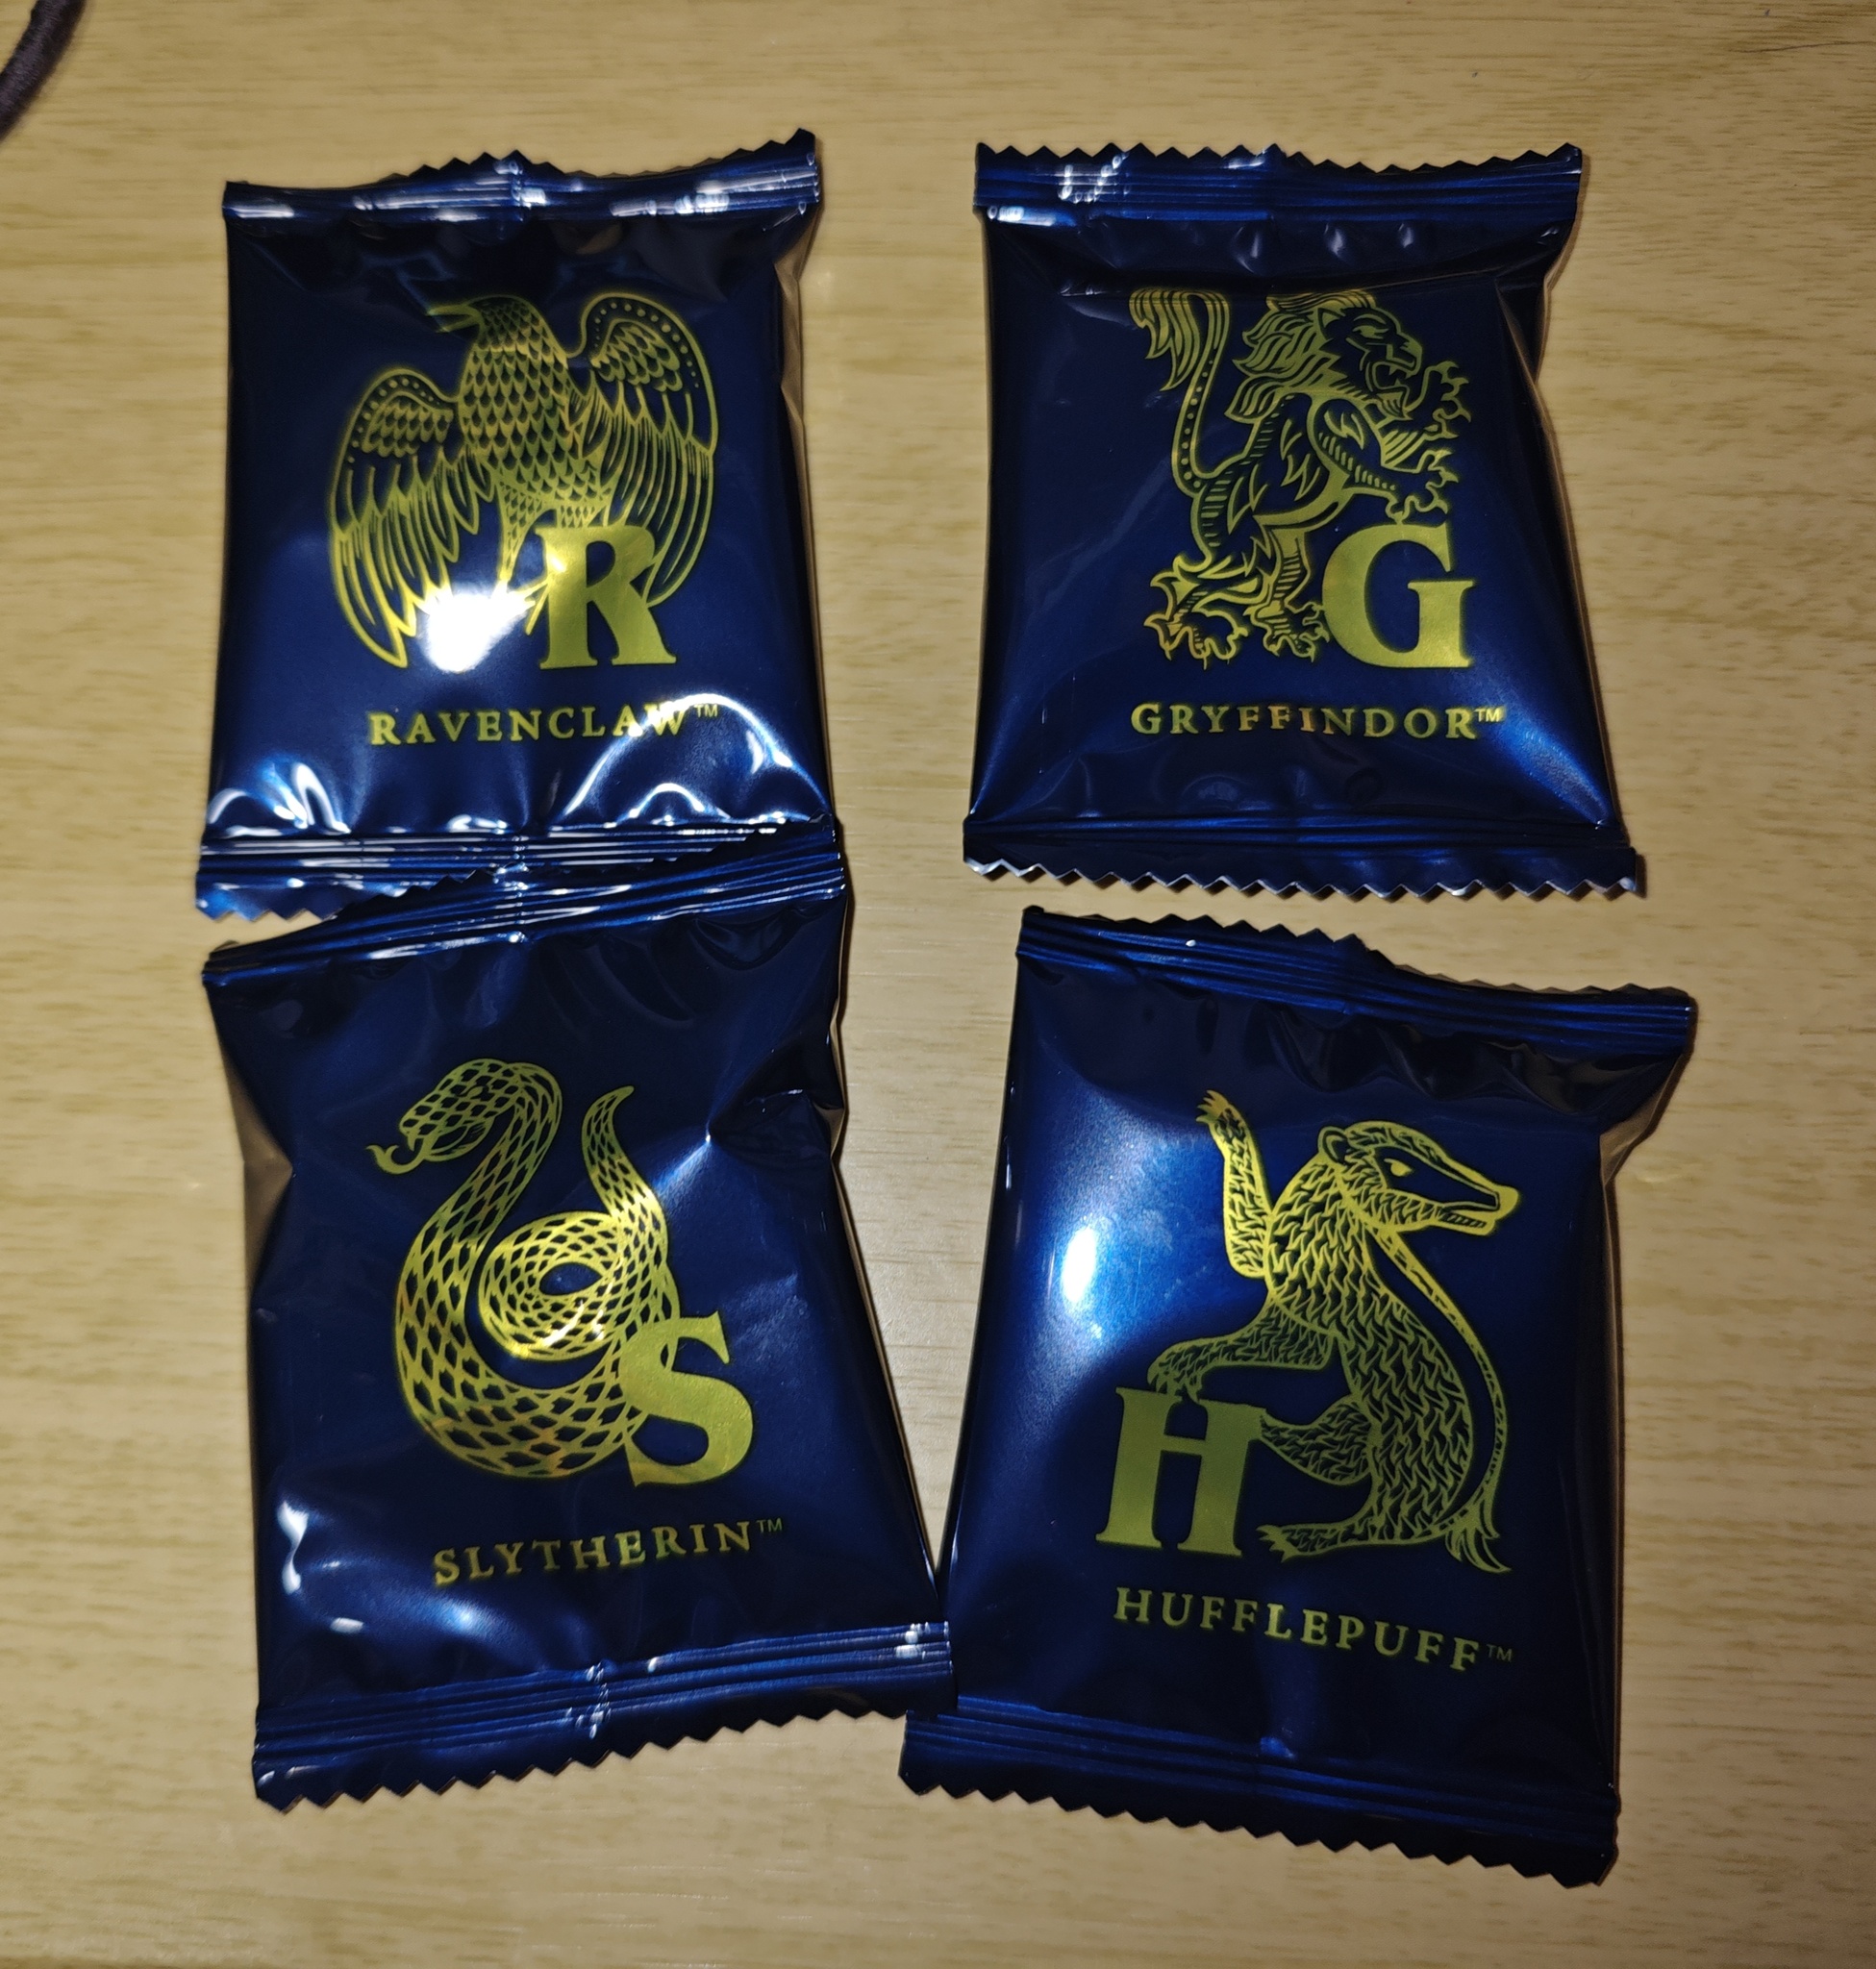 R
RAVENCLAW™
G
GRYFFINDOR™
S
SLYTHERIN™
H
HUFFLEPUFF™